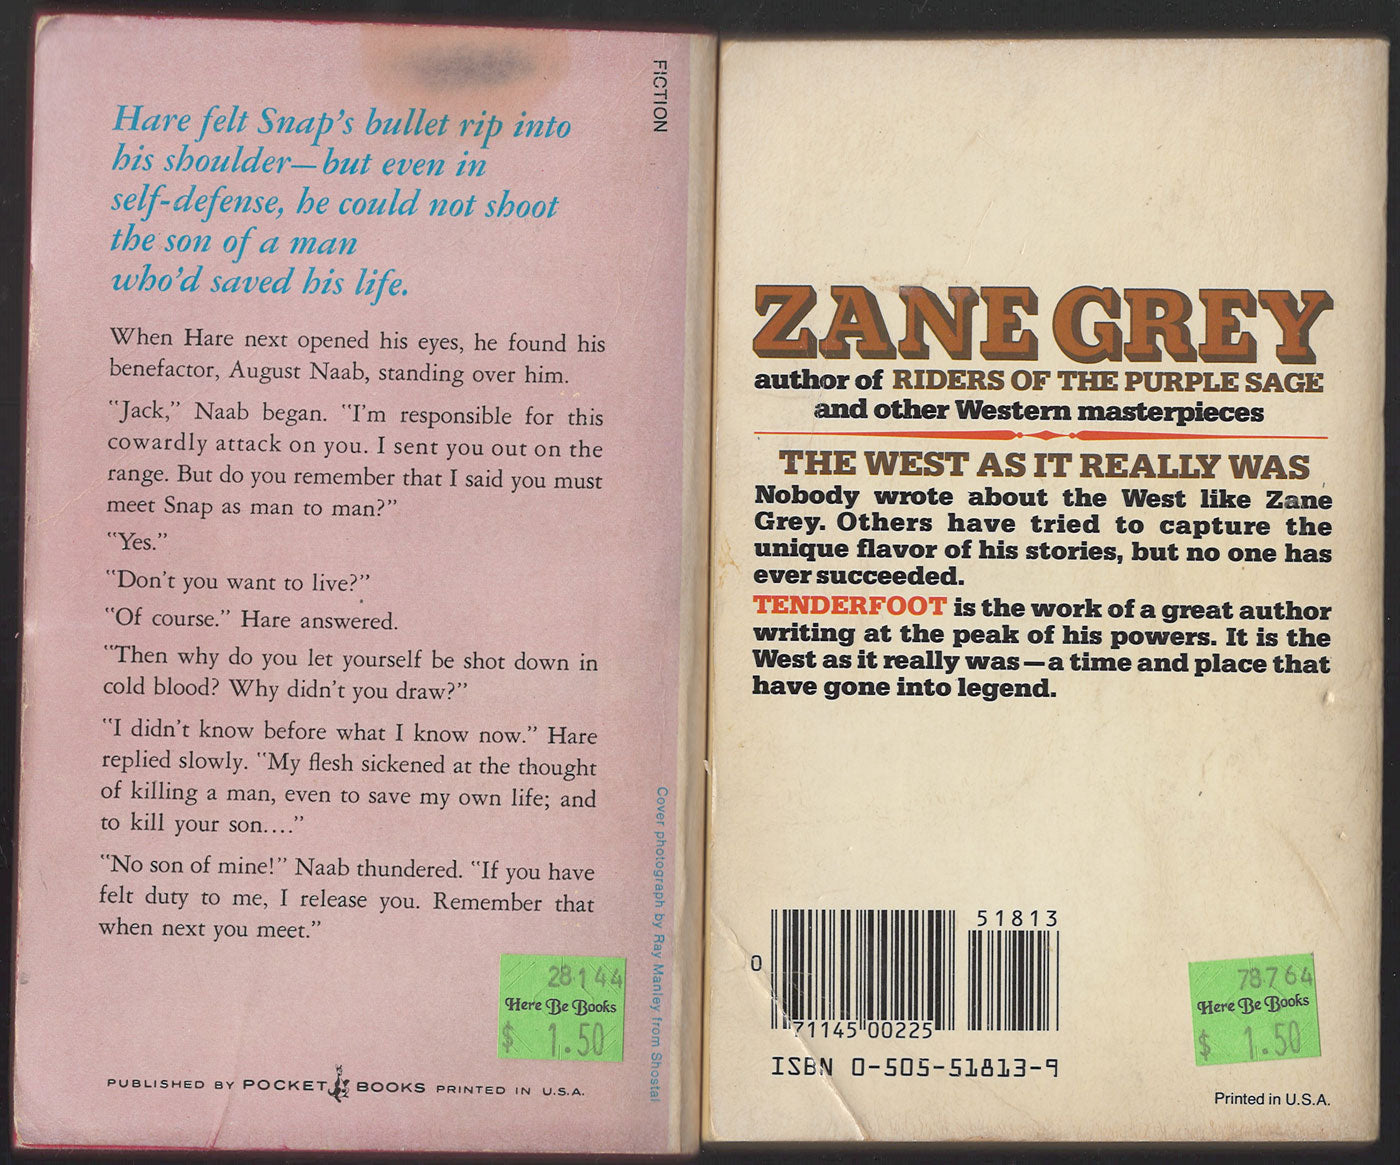 FICTION
Hare felt Snap's bullet rip into
his shoulder—but even in
self-defense, he could not shoot
the son of a man
who'd saved his life.
When Hare next opened his eyes, he found his
benefactor, August Naab, standing over him.
"Jack," Naab began. "I'm responsible for this
cowardly attack on you. I sent you out on the
range. But do you remember that I said you must
meet Snap as man to man?"
"Yes."
"Don't you want to live?"
"Of course." Hare answered.
"Then why do you let yourself be shot down in
cold blood? Why didn't you draw?"
"I didn't know before what I know now." Hare
replied slowly. "My flesh sickened at the thought
of killing a man, even to save my own life; and
to kill your son...."
"No son of mine!" Naab thundered. "If you have
felt duty to me, I release you. Remember that
when next you meet."
Cover photograph by Ray Manley from Shostal
28144
Here Be Books
$ 1.50
PUBLISHED BY POCKET BOOKS PRINTED IN U.S.A.
ZANE GREY
author of RIDERS OF THE PURPLE SAGE
and other Western masterpieces
THE WEST AS IT REALLY WAS
Nobody wrote about the West like Zane
Grey. Others have tried to capture the
unique flavor of his stories, but no one has
ever succeeded.
TENDERFOOT is the work of a great author
writing at the peak of his powers. It is the
West as it really was—a time and place that
have gone into legend.
51813
0
71145 00225
ISBN 0-505-51813-9
78764
Here Be Books
$ 1.50
Printed in U.S.A.